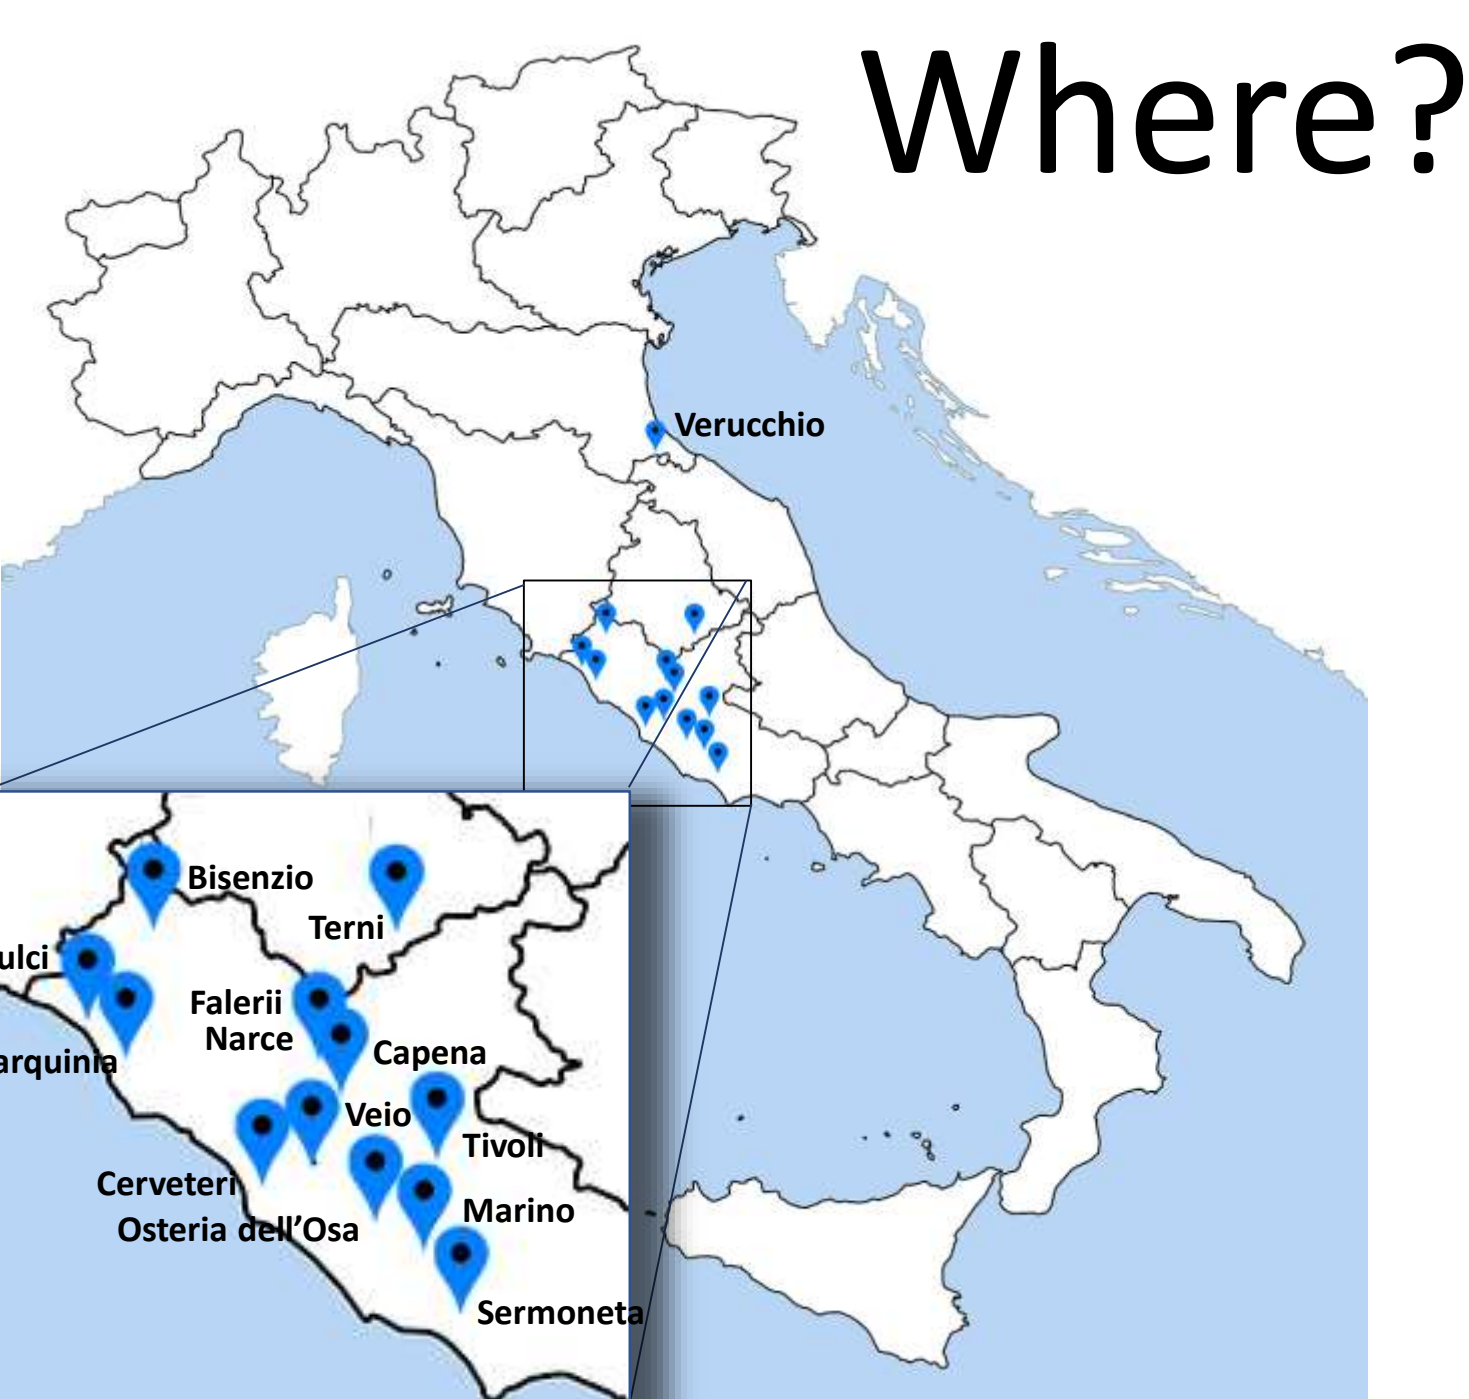 Where?
Verucchio
Bisenzio
Terni
ulci
Falerii
Narce
Capena
arquinia
Veio
Tivoli
Cerveteri
Marino
Osteria dell’Osa
Sermoneta